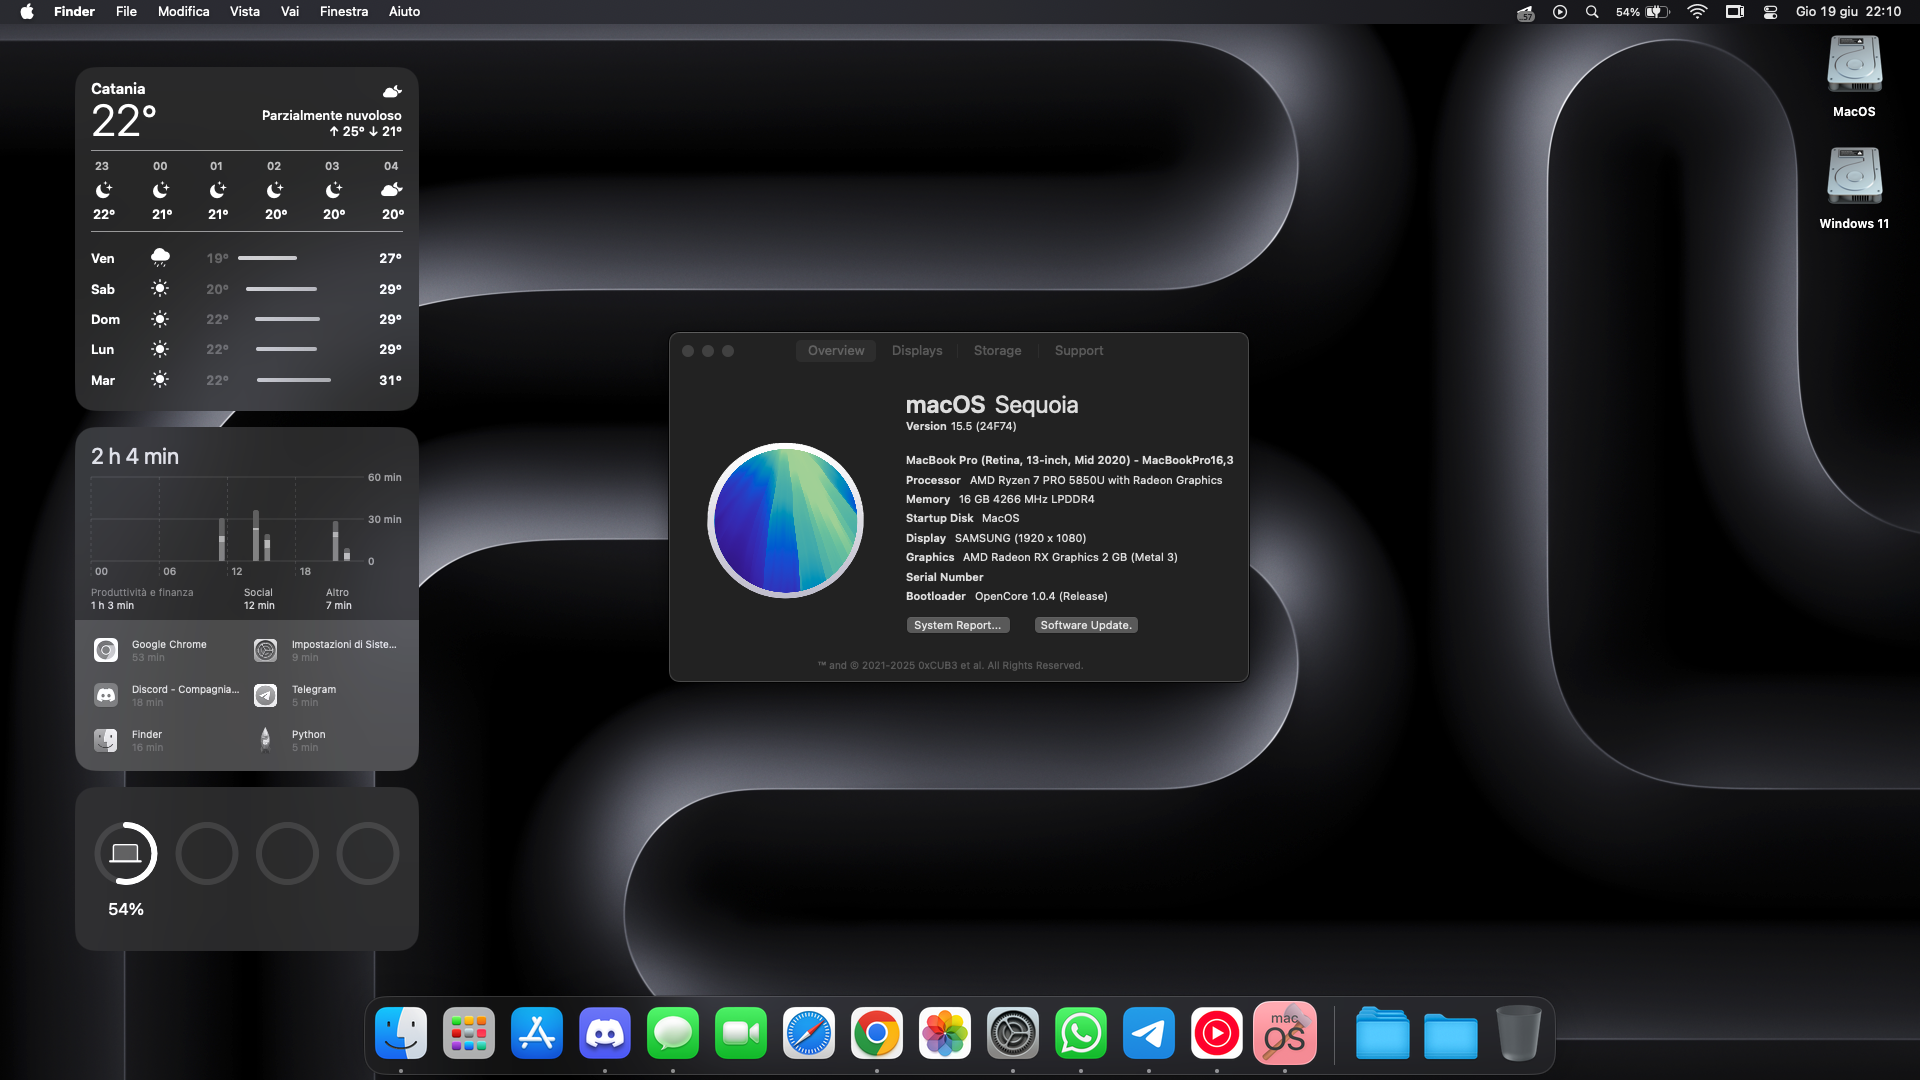 Finder File Modifica Vista Vai Finestra Aiuto
57 54% Gio 19 giu 22:10
MacOS
Windows 11
Catania
22°
Parzialmente nuvoloso
↑ 25° ↓ 21°
23 00 01 02 03 04
22° 21° 21° 20° 20° 20°
Ven 19° 27°
Sab 20° 29°
Dom 22° 29°
Lun 22° 29°
Mar 22° 31°
2 h 4 min
60 min
30 min
0
00 06 12 18
Produttività e finanza Social Altro
1 h 3 min 12 min 7 min
Google Chrome
53 min
Impostazioni di Siste...
9 min
Discord - Compagnia...
18 min
Telegram
5 min
Finder
16 min
Python
5 min
54%
Overview Displays Storage Support
macOS Sequoia
Version 15.5 (24F74)
MacBook Pro (Retina, 13-inch, Mid 2020) - MacBookPro16,3
Processor AMD Ryzen 7 PRO 5850U with Radeon Graphics
Memory 16 GB 4266 MHz LPDDR4
Startup Disk MacOS
Display SAMSUNG (1920 x 1080)
Graphics AMD Radeon RX Graphics 2 GB (Metal 3)
Serial Number
Bootloader OpenCore 1.0.4 (Release)
System Report... Software Update.
™ and © 2021-2025 0xCUB3 et al. All Rights Reserved.
mac
OS